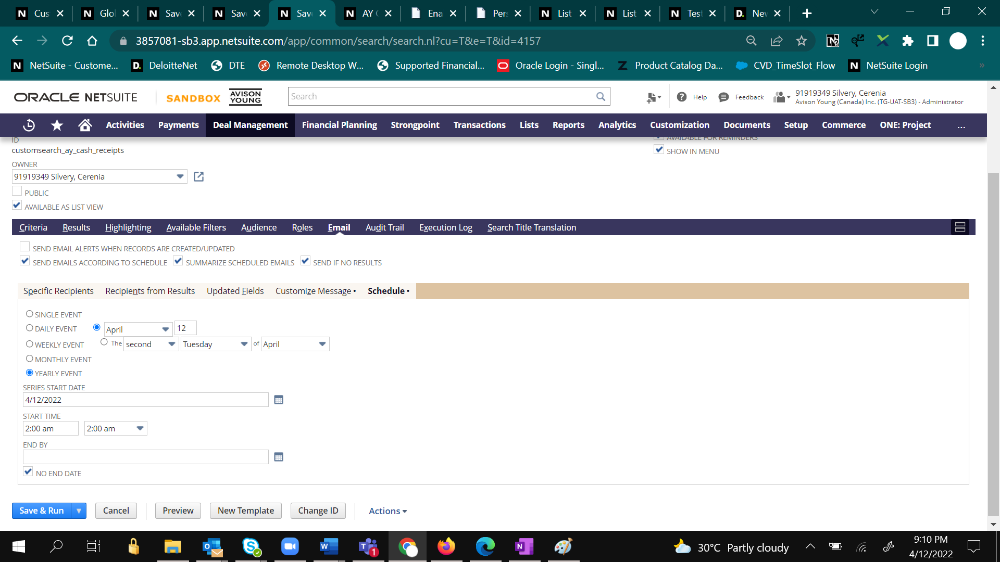 Cus Glo Sav Sav Sav AY Ena Per List List Test Nev
3857081-sb3.app.netsuite.com/app/common/search/search.nl?cu=T&e=T&id=4157
NetSuite - Custome... DeloitteNet DTE Remote Desktop W... Supported Financial... Oracle Login - Singl... Product Catalog Da... CVD_TimeSlot_Flow NetSuite Login »
ORACLE NETSUITE SANDBOX AVISON YOUNG Search Help Feedback 91919349 Silvery, Cerenia
Avison Young (Canada) Inc. (TG-UAT-SB3) - Administrator
Activities Payments Deal Management Financial Planning Strongpoint Transactions Lists Reports Analytics Customization Documents Setup Commerce ONE: Project ...
ID AVAILABLE FOR REMINDERS
customsearch_ay_cash_receipts SHOW IN MENU
OWNER
91919349 Silvery, Cerenia
PUBLIC
AVAILABLE AS LIST VIEW
Criteria Results Highlighting Available Filters Audience Roles Email Audit Trail Execution Log Search Title Translation
SEND EMAIL ALERTS WHEN RECORDS ARE CREATED/UPDATED
SEND EMAILS ACCORDING TO SCHEDULE SUMMARIZE SCHEDULED EMAILS SEND IF NO RESULTS
Specific Recipients Recipients from Results Updated Fields Customize Message • Schedule •
SINGLE EVENT
DAILY EVENT April 12
WEEKLY EVENT The second Tuesday of April
MONTHLY EVENT
YEARLY EVENT
SERIES START DATE
4/12/2022
START TIME
2:00 am 2:00 am
END BY
NO END DATE
Save & Run Cancel Preview New Template Change ID Actions
30°C Partly cloudy 9:10 PM
4/12/2022